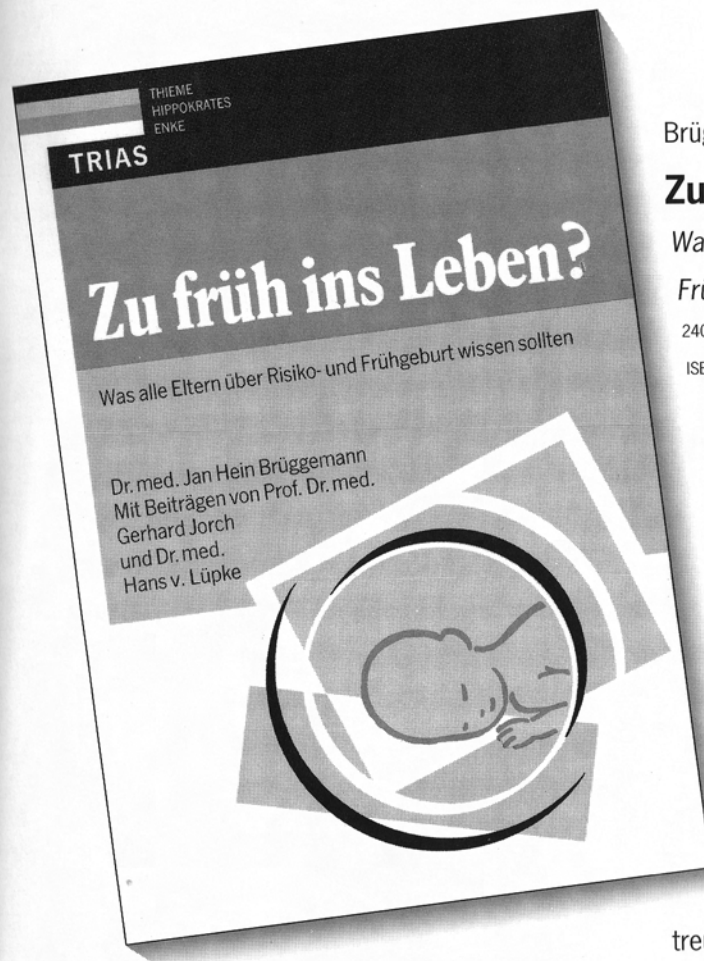 THIEME
HIPPOKRATES
ENKE
TRIAS
Zu früh ins Leben?
Was alle Eltern über Risiko- und Frühgeburt wissen sollten
Dr. med. Jan Hein Brüggemann
Mit Beiträgen von Prof. Dr. med.
Gerhard Jorch
und Dr. med.
Hans v. Lüpke
Zu